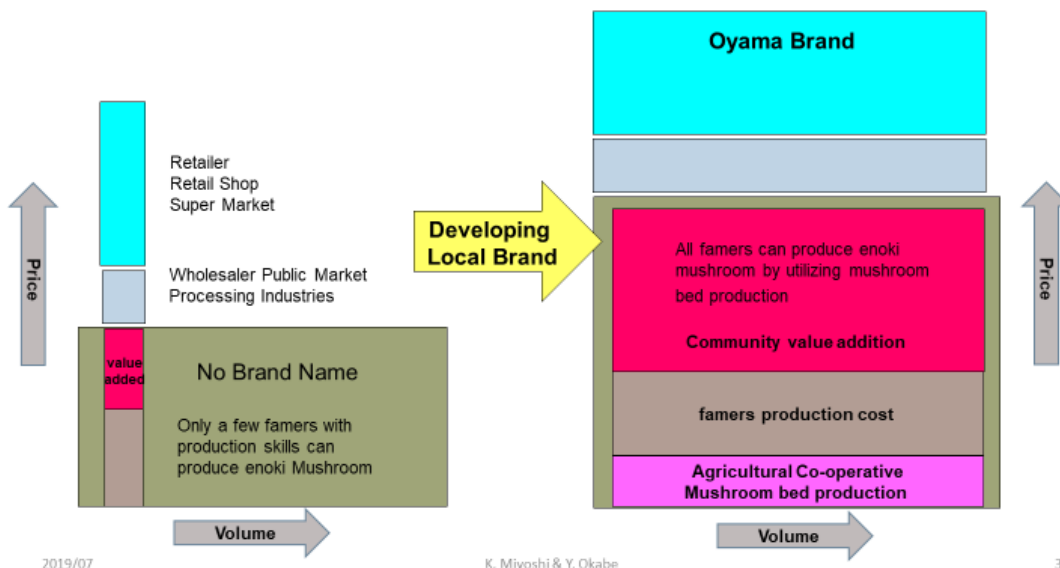 Oyama Brand
Retailer
Retail Shop
Super Market
Price
Developing
Local Brand
All famers can produce enoki
mushroom by utilizing mushroom
bed production
Community value addition
Price
Wholesaler Public Market
Processing Industries
value
added
No Brand Name
Only a few famers with
production skills can
produce enoki Mushroom
famers production cost
Agricultural Co-operative
Mushroom bed production
Volume
Volume
2019/07
K. Miyoshi & Y. Okabe
3